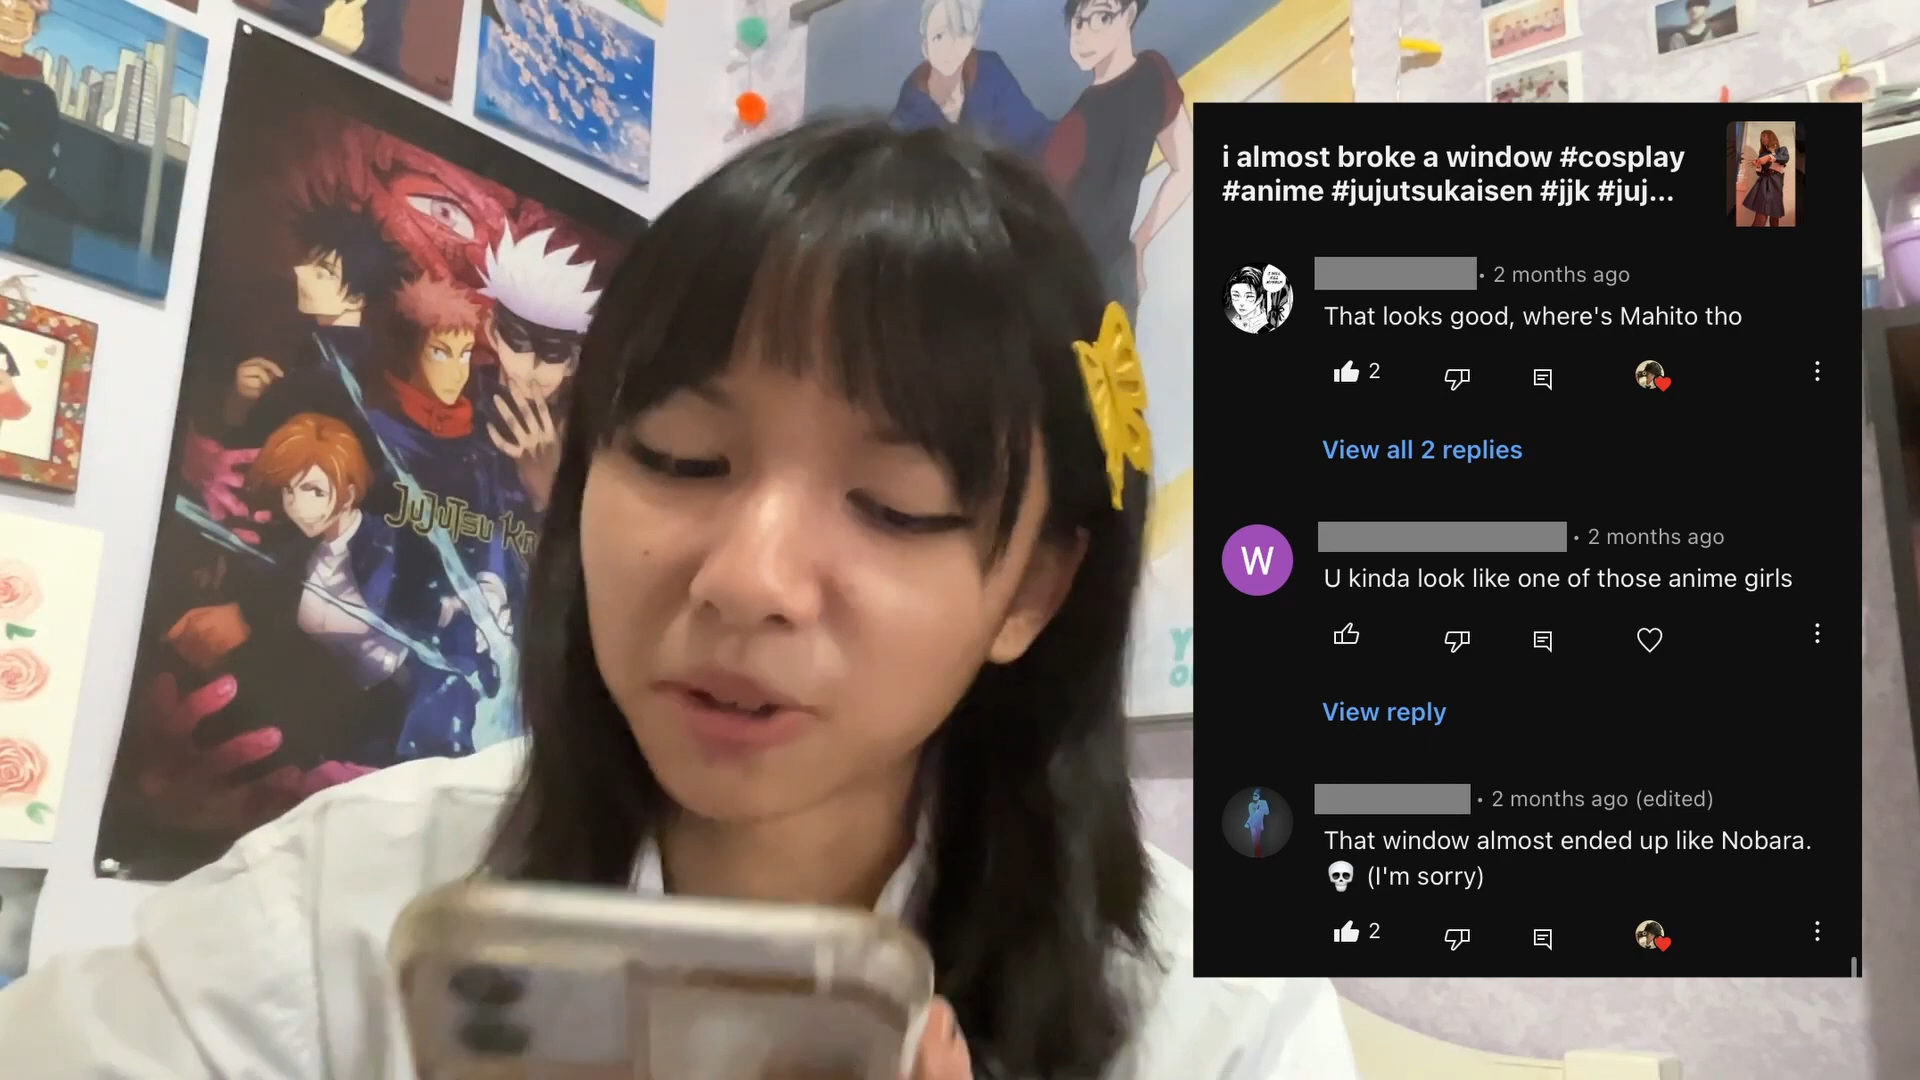 i almost broke a window #cosplay
#anime #jujutsukaisen #jjk #juj...
• 2 months ago
That looks good, where's Mahito tho
2
View all 2 replies
W
• 2 months ago
U kinda look like one of those anime girls
View reply
• 2 months ago (edited)
That window almost ended up like Nobara.
💀 (I'm sorry)
2
JUJUTSU